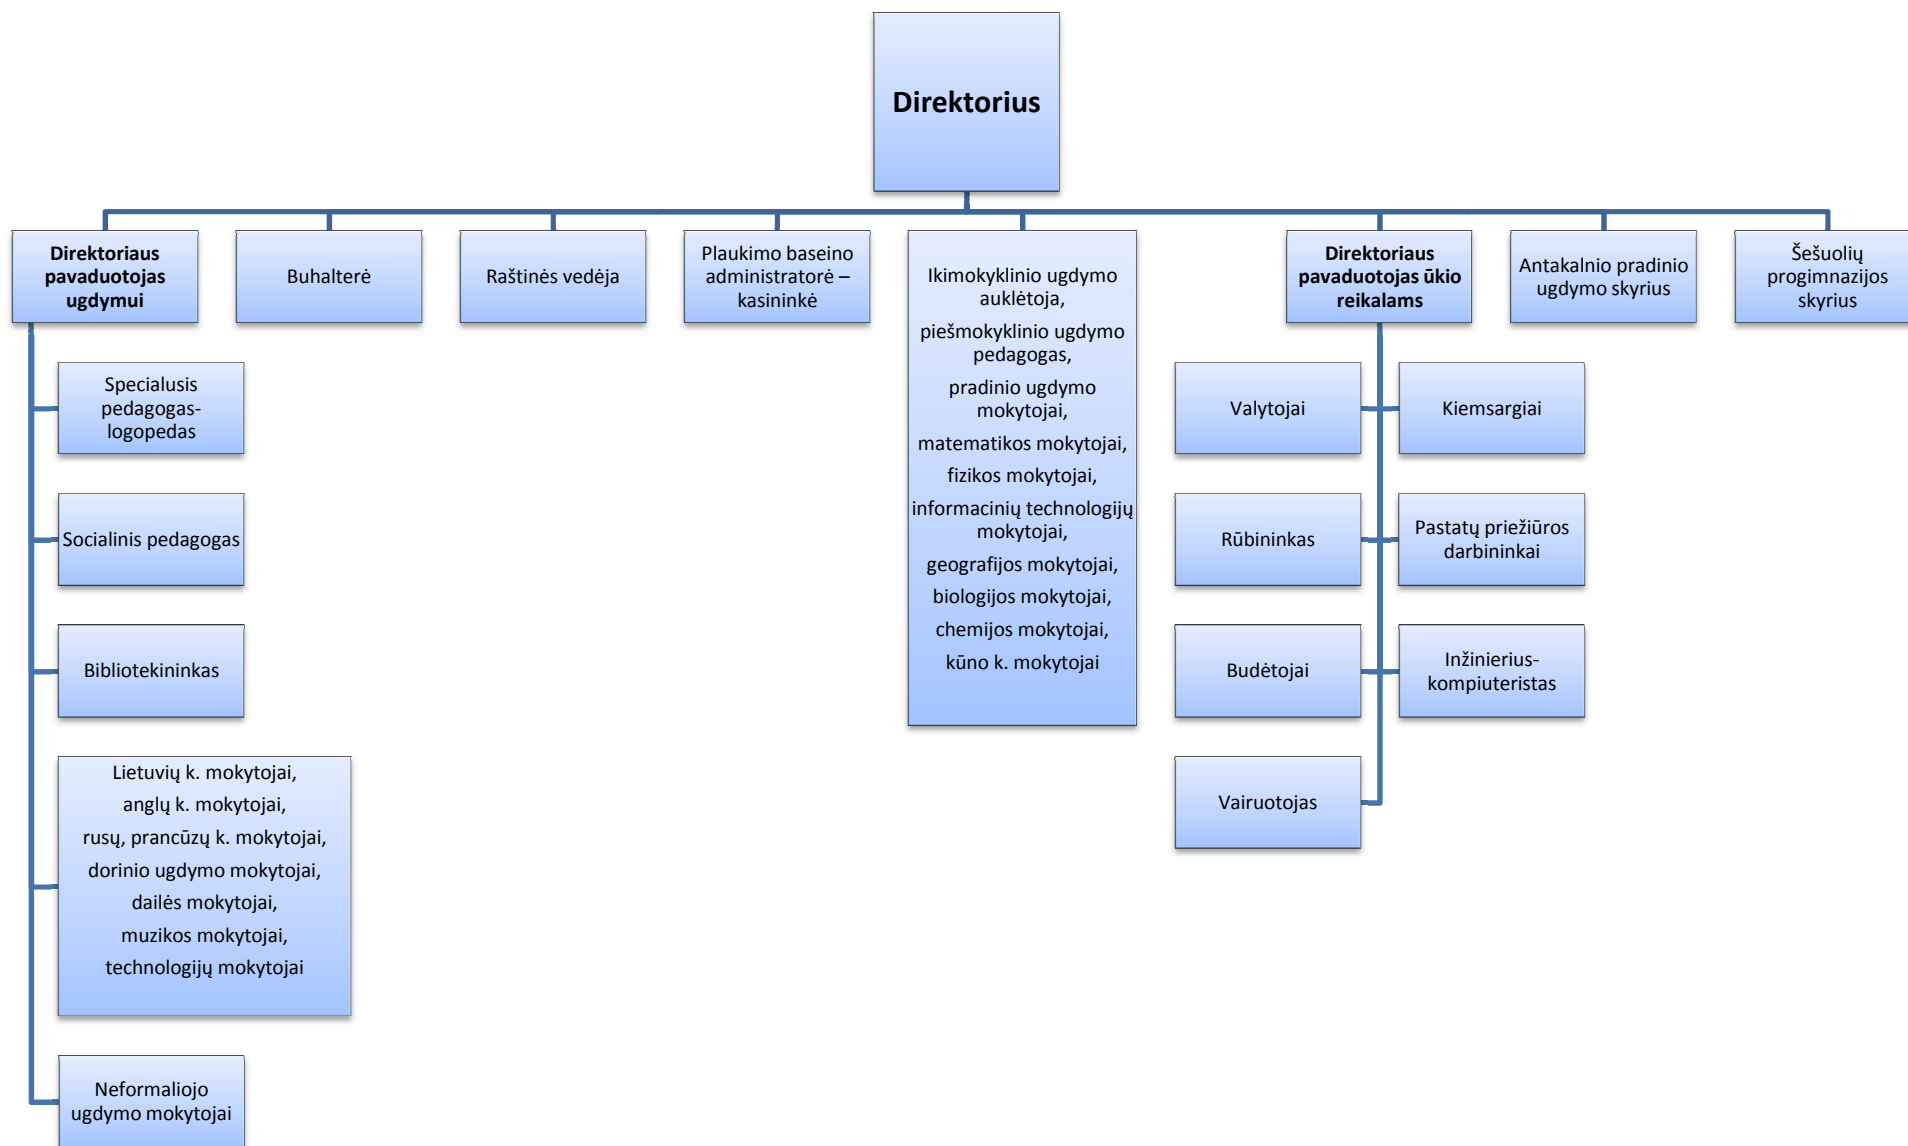 Direktorius
Direktoriaus
pavaduotojas
ugdymui
Buhalterė
Raštinės vedėja
Plaukimo baseino
administratorė –
kasininkė
Ikimokyklinio ugdymo
auklėtoja,
piešmokyklinio ugdymo
pedagogas,
pradinio ugdymo
mokytojai,
matematikos mokytojai,
fizikos mokytojai,
informacinių technologijų
mokytojai,
geografijos mokytojai,
biologijos mokytojai,
chemijos mokytojai,
kūno k. mokytojai
Direktoriaus
pavaduotojas ūkio
reikalams
Antakalnio pradinio
ugdymo skyrius
Šešuolių
progimnazijos
skyrius
Specialusis
pedagogas-
logopedas
Socialinis pedagogas
Bibliotekininkas
Lietuvių k. mokytojai,
anglų k. mokytojai,
rusų, prancūzų k. mokytojai,
dorinio ugdymo mokytojai,
dailės mokytojai,
muzikos mokytojai,
technologijų mokytojai
Neformaliojo
ugdymo mokytojai
Valytojai
Kiemsargiai
Rūbininkas
Pastatų priežiūros
darbininkai
Budėtojai
Inžinierius-
kompiuteristas
Vairuotojas